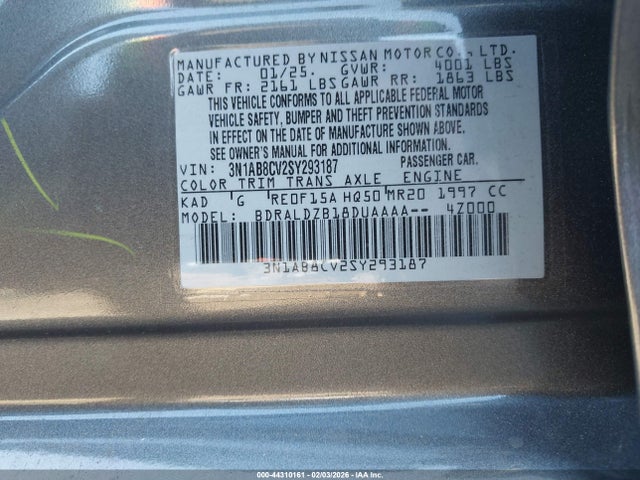 MANUFACTURED BY NISSAN MOTOR CO., LTD.
DATE: 01/25. GVWR: 4001 LBS
GAWR FR: 2161 LBS GAWR RR: 1863 LBS
THIS VEHICLE CONFORMS TO ALL APPLICABLE FEDERAL MOTOR
VEHICLE SAFETY, BUMPER AND THEFT PREVENTION STANDARDS
IN EFFECT ON THE DATE OF MANUFACTURE SHOWN ABOVE.
SEE OWNER'S MANUAL FOR ADDITIONAL INFORMATION
VIN: 3N1AB8CV2SY293187 PASSENGER CAR.
COLOR TRIM TRANS AXLE ENGINE
KAD G RE0F15A HQ50 MR20 1997 CC
MODEL: BDRALDZB18DUAAAA-- 4Z000
3N1AB8CV2SY293187
000-44310161 - 02/03/2026 - IAA Inc.